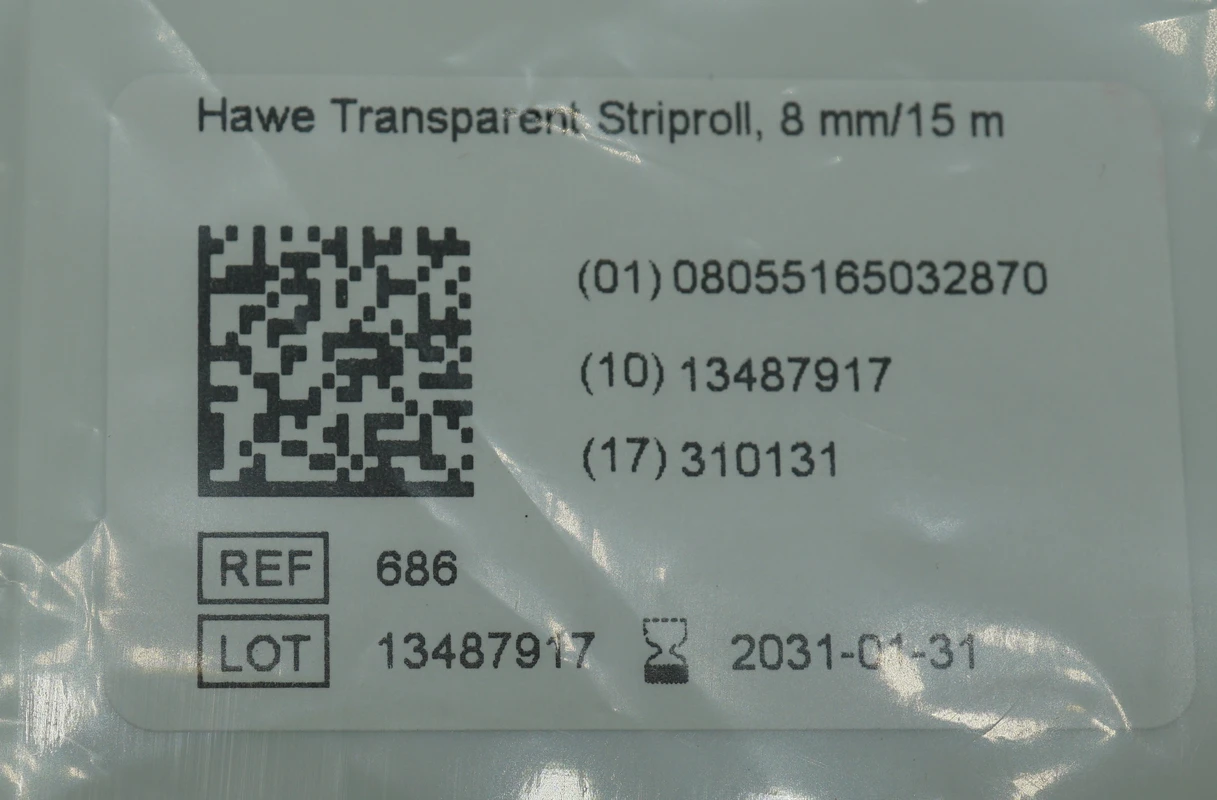 Hawe Transparent Striproll, 8 mm/15 m
(01) 08055165032870
(10) 13487917
(17) 310131
REF 686
LOT 13487917 2031-01-31